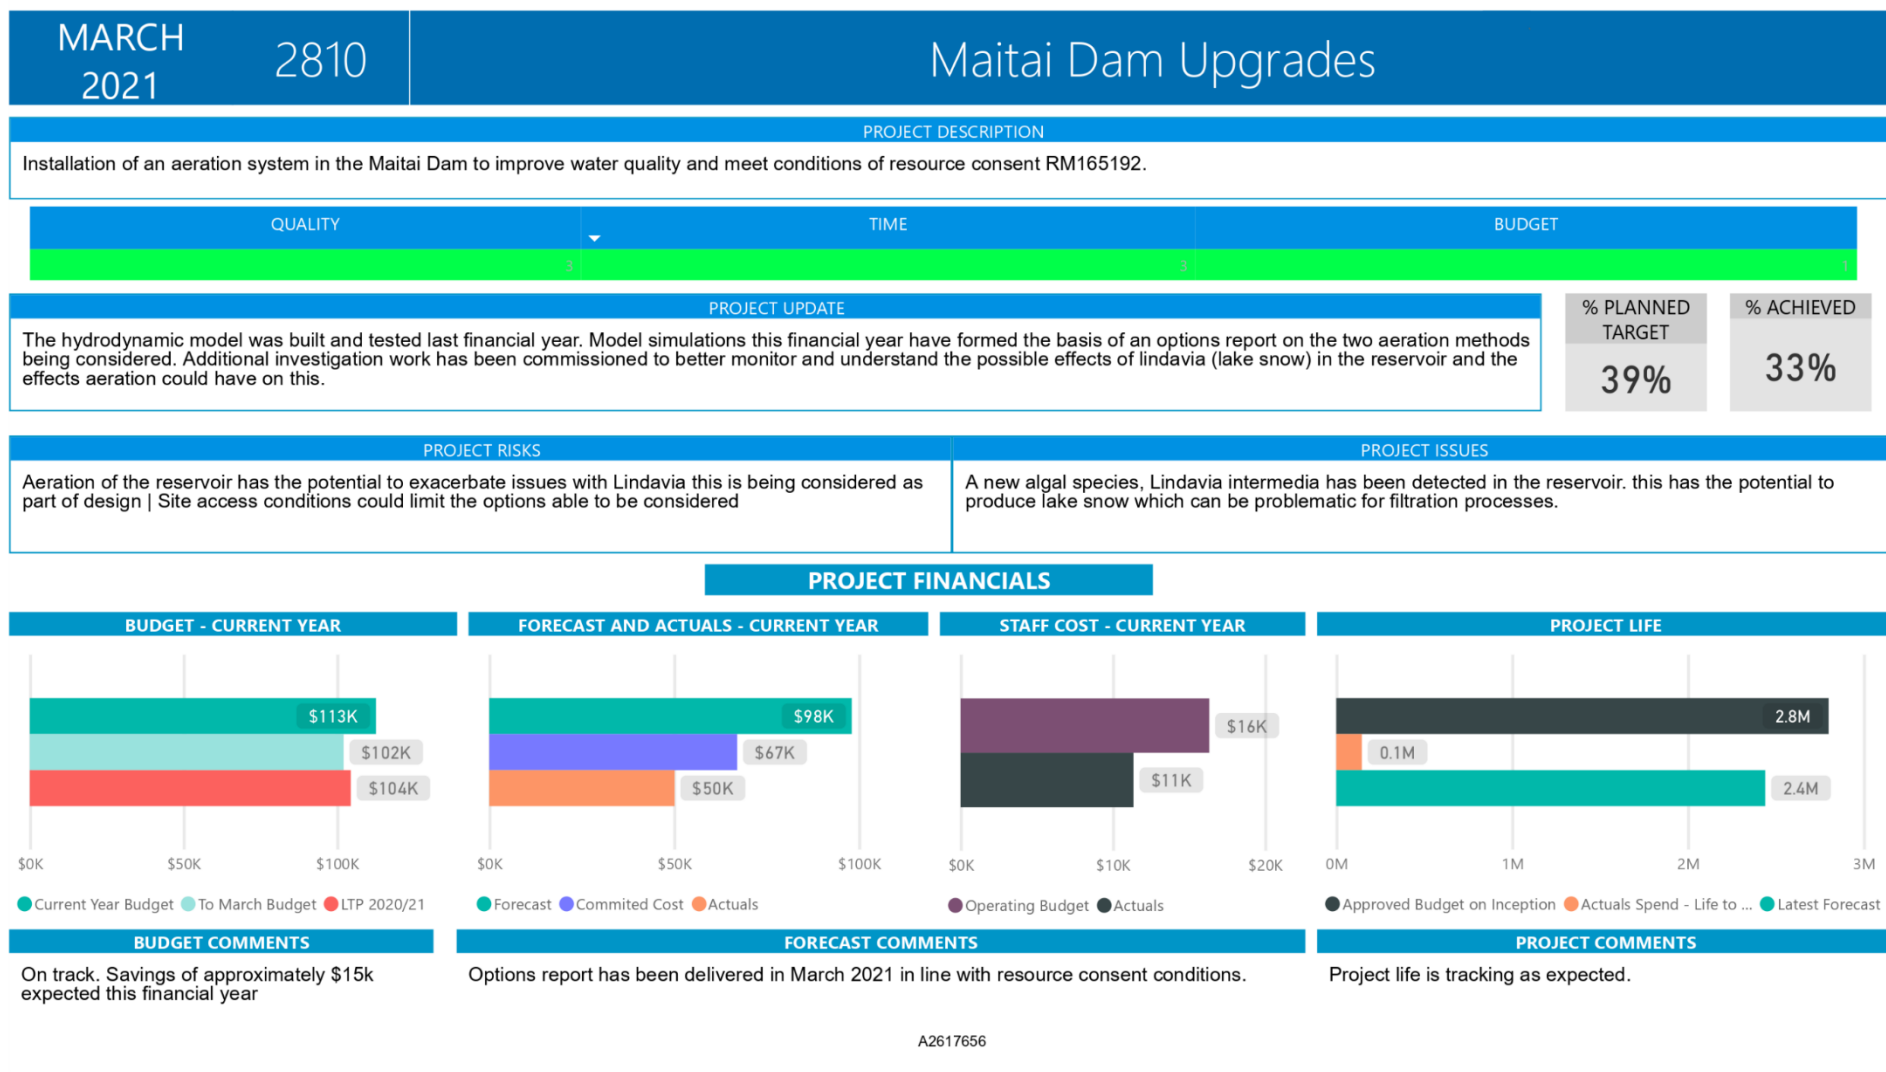 MARCH
2021
2810
Maitai Dam Upgrades
PROJECT DESCRIPTION
Installation of an aeration system in the Maitai Dam to improve water quality and meet conditions of resource consent RM165192.
QUALITY TIME BUDGET
3 3 1
PROJECT UPDATE
The hydrodynamic model was built and tested last financial year. Model simulations this financial year have formed the basis of an options report on the two aeration methods
being considered. Additional investigation work has been commissioned to better monitor and understand the possible effects of lindavia (lake snow) in the reservoir and the
effects aeration could have on this.
% PLANNED
TARGET
39%
% ACHIEVED
33%
PROJECT RISKS
Aeration of the reservoir has the potential to exacerbate issues with Lindavia this is being considered as
part of design | Site access conditions could limit the options able to be considered
PROJECT ISSUES
A new algal species, Lindavia intermedia has been detected in the reservoir. this has the potential to
produce lake snow which can be problematic for filtration processes.
PROJECT FINANCIALS
BUDGET - CURRENT YEAR
$113K
$102K
$104K
$0K $50K $100K
Current Year Budget To March Budget LTP 2020/21
FORECAST AND ACTUALS - CURRENT YEAR
$98K
$67K
$50K
$0K $50K $100K
Forecast Commited Cost Actuals
STAFF COST - CURRENT YEAR
$16K
$11K
$0K $10K $20K
Operating Budget Actuals
PROJECT LIFE
2.8M
0.1M
2.4M
0M 1M 2M 3M
Approved Budget on Inception Actuals Spend - Life to ... Latest Forecast
BUDGET COMMENTS
On track. Savings of approximately $15k
expected this financial year
FORECAST COMMENTS
Options report has been delivered in March 2021 in line with resource consent conditions.
PROJECT COMMENTS
Project life is tracking as expected.
A2617656